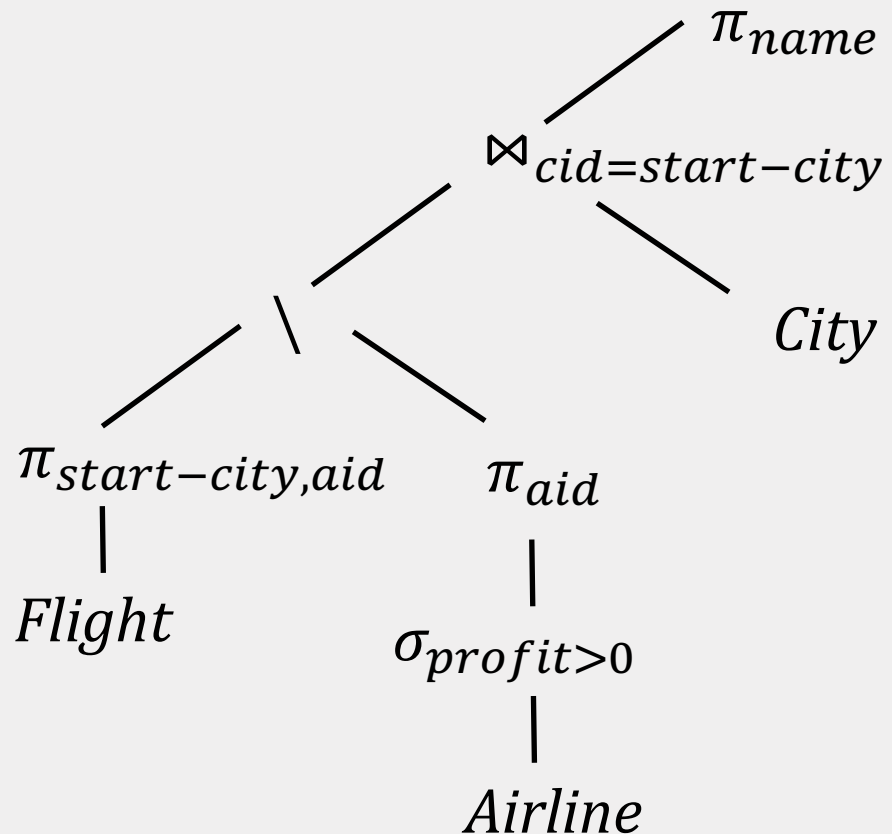 π_name
⋈_cid=start−city
\
City
π_start−city,aid
π_aid
Flight
σ_profit>0
Airline